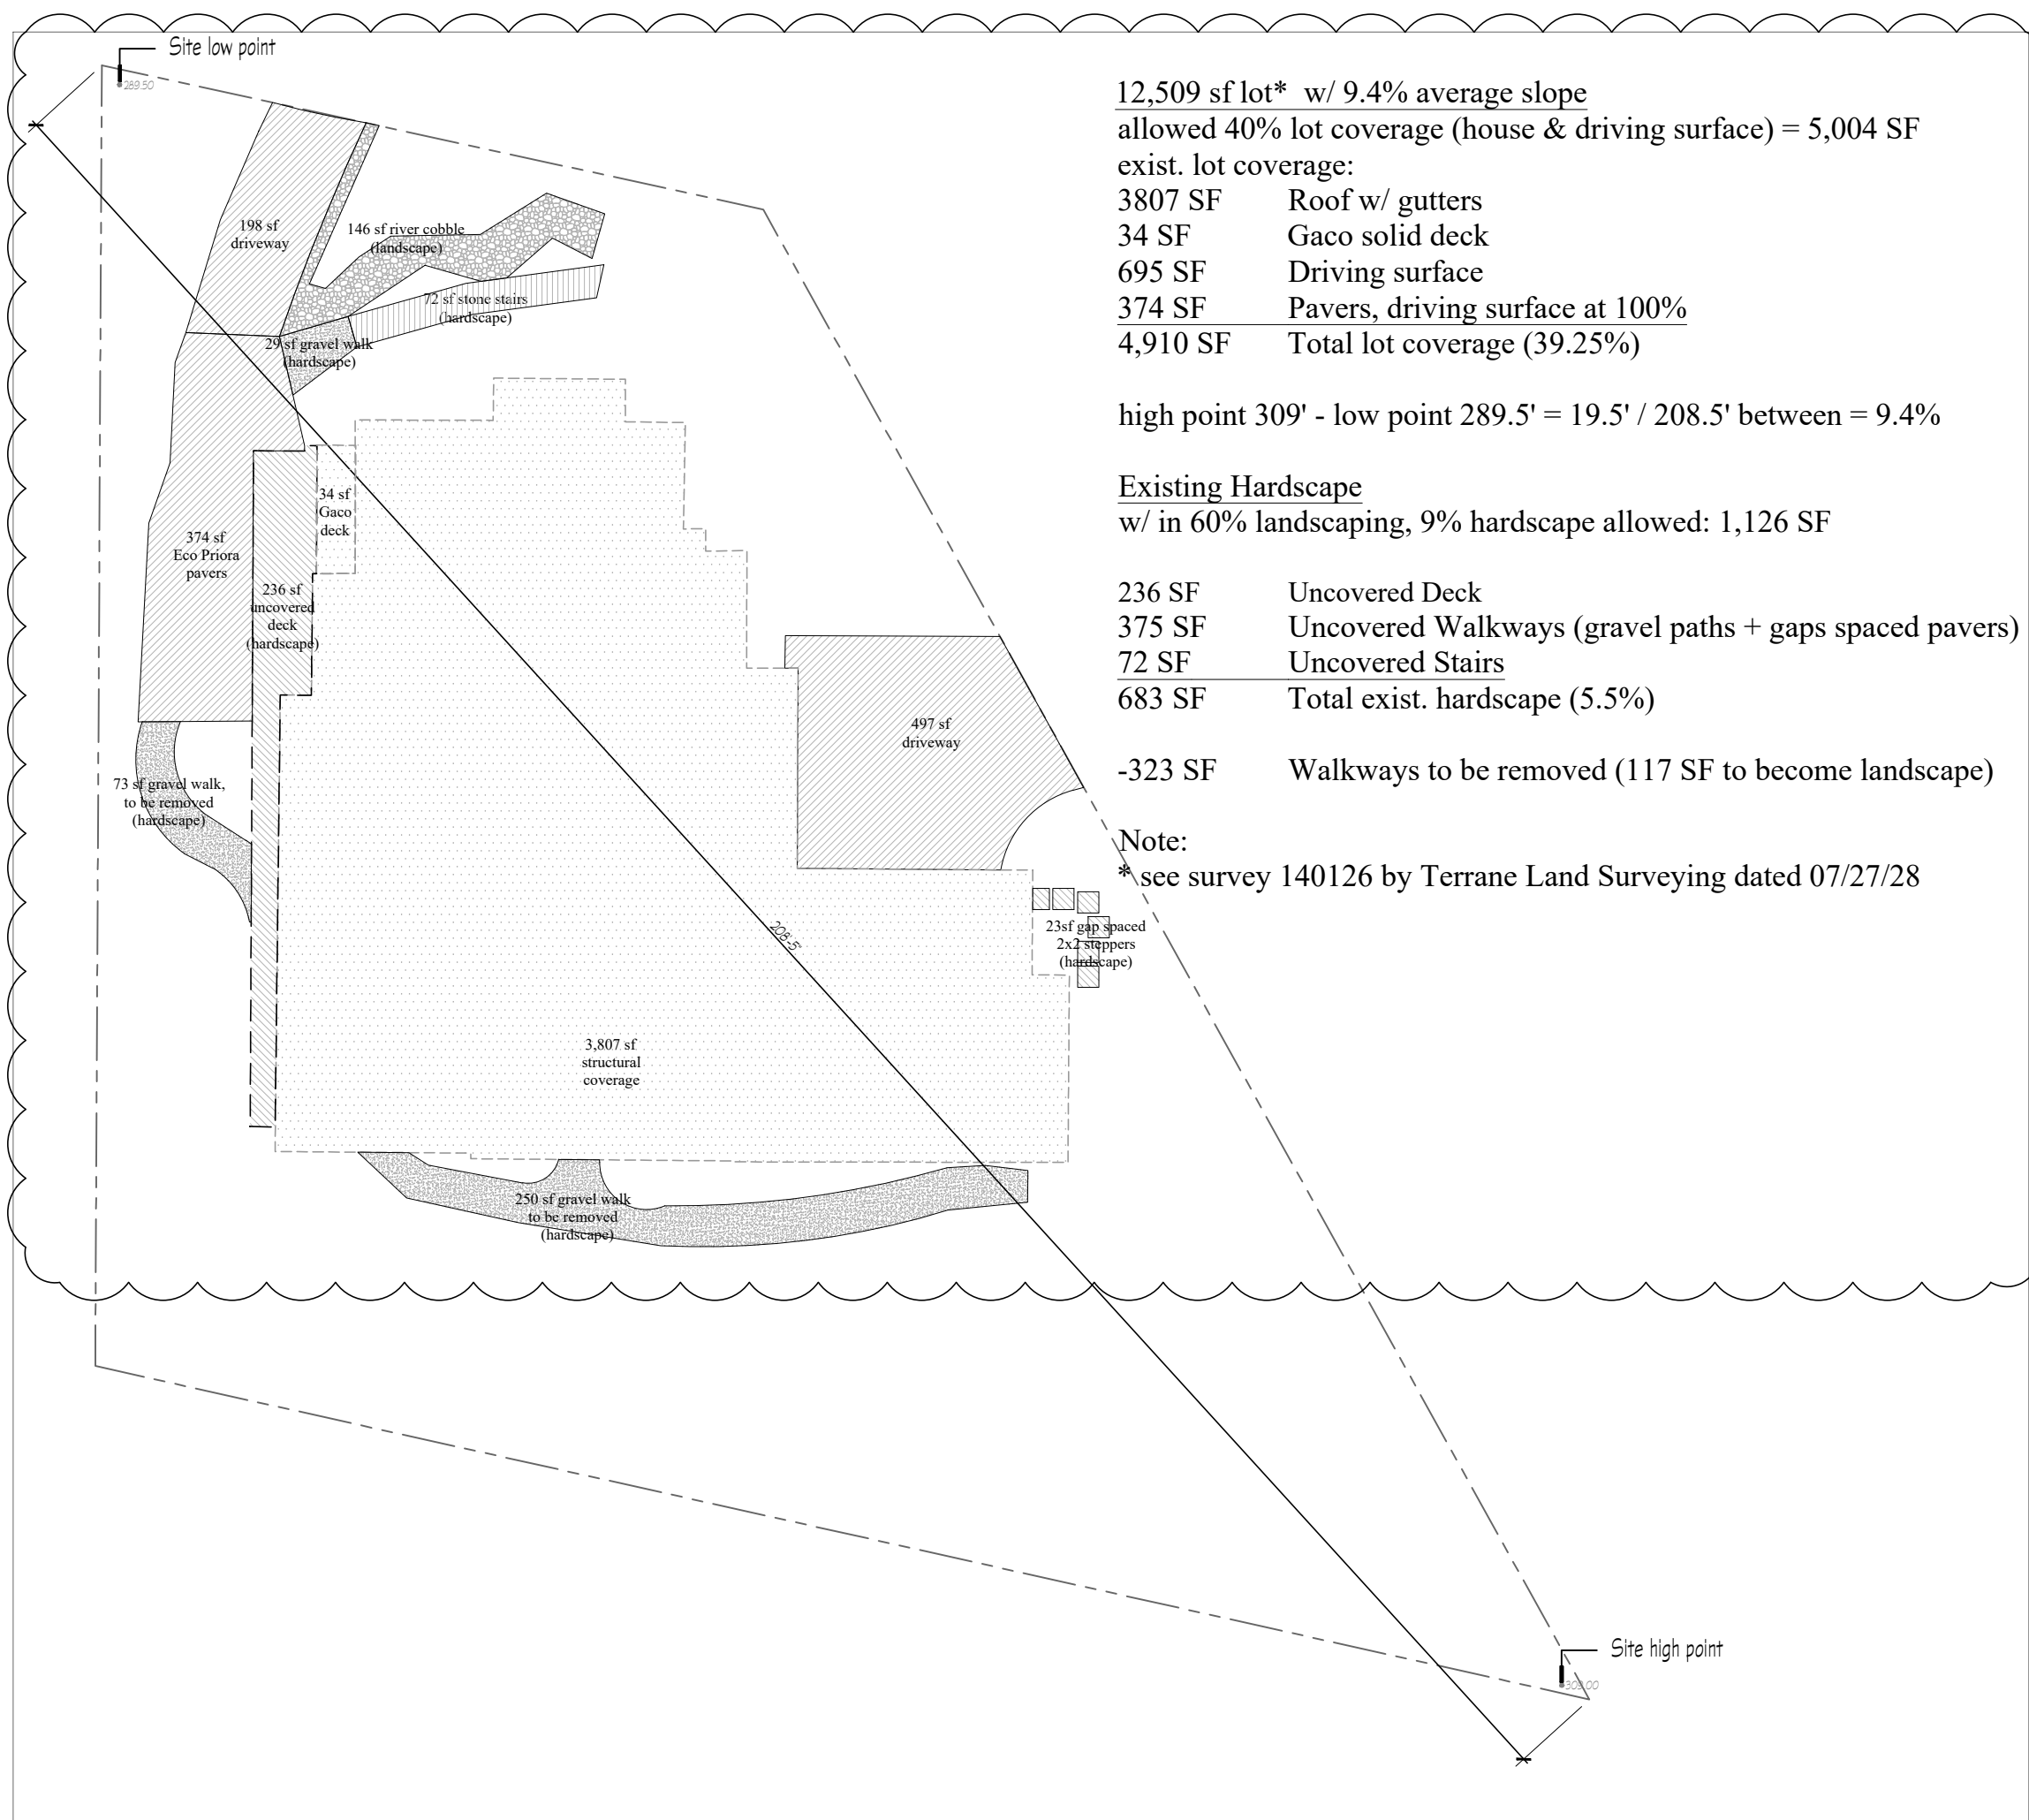 Site low point
289.50
12,509 sf lot* w/ 9.4% average slope
allowed 40% lot coverage (house & driving surface) = 5,004 SF
exist. lot coverage:
3807 SF Roof w/ gutters
34 SF Gaco solid deck
695 SF Driving surface
374 SF Pavers, driving surface at 100%
4,910 SF Total lot coverage (39.25%)
high point 309' - low point 289.5' = 19.5' / 208.5' between = 9.4%
Existing Hardscape
w/ in 60% landscaping, 9% hardscape allowed: 1,126 SF
236 SF Uncovered Deck
375 SF Uncovered Walkways (gravel paths + gaps spaced pavers)
72 SF Uncovered Stairs
683 SF Total exist. hardscape (5.5%)
-323 SF Walkways to be removed (117 SF to become landscape)
Note:
* see survey 140126 by Terrane Land Surveying dated 07/27/28
198 sf
driveway
146 sf river cobble
(landscape)
72 sf stone stairs
(hardscape)
29 sf gravel walk
(hardscape)
34 sf
Gaco
deck
374 sf
Eco Priora
pavers
236 sf
uncovered
deck
(hardscape)
497 sf
driveway
73 sf gravel walk,
to be removed
(hardscape)
23sf gap spaced
2x2 steppers
(hardscape)
208'-5"
3,807 sf
structural
coverage
250 sf gravel walk
to be removed
(hardscape)
Site high point
309.00